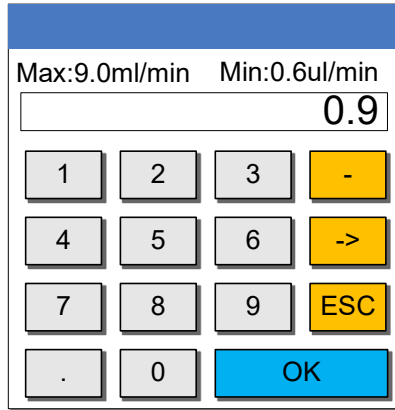 Max:9.0ml/min Min:0.6ul/min
0.9
1 2 3 -
4 5 6 ->
7 8 9 ESC
. 0 OK